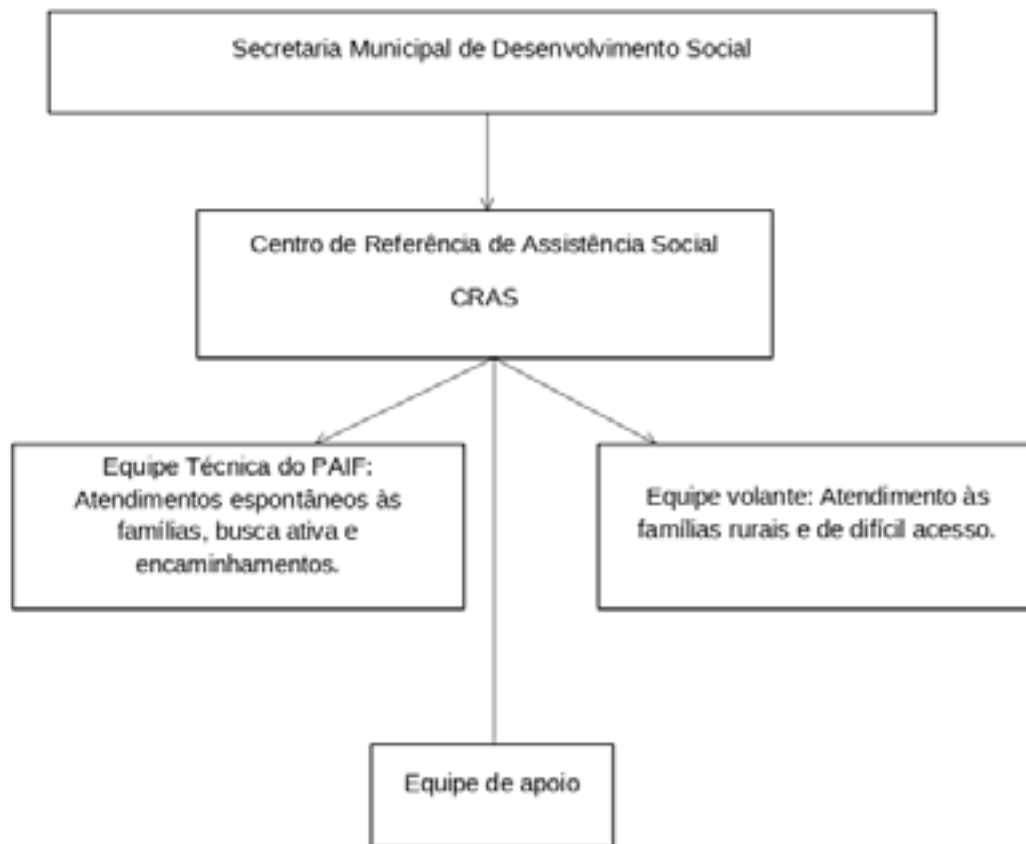 Secretaria Municipal de Desenvolvimento Social
Centro de Referência de Assistência Social
CRAS
Equipe Técnica do PAIF:
Atendimentos espontâneos às
famílias, busca ativa e
encaminhamentos.
Equipe volante: Atendimento às
famílias rurais e de difícil acesso.
Equipe de apoio